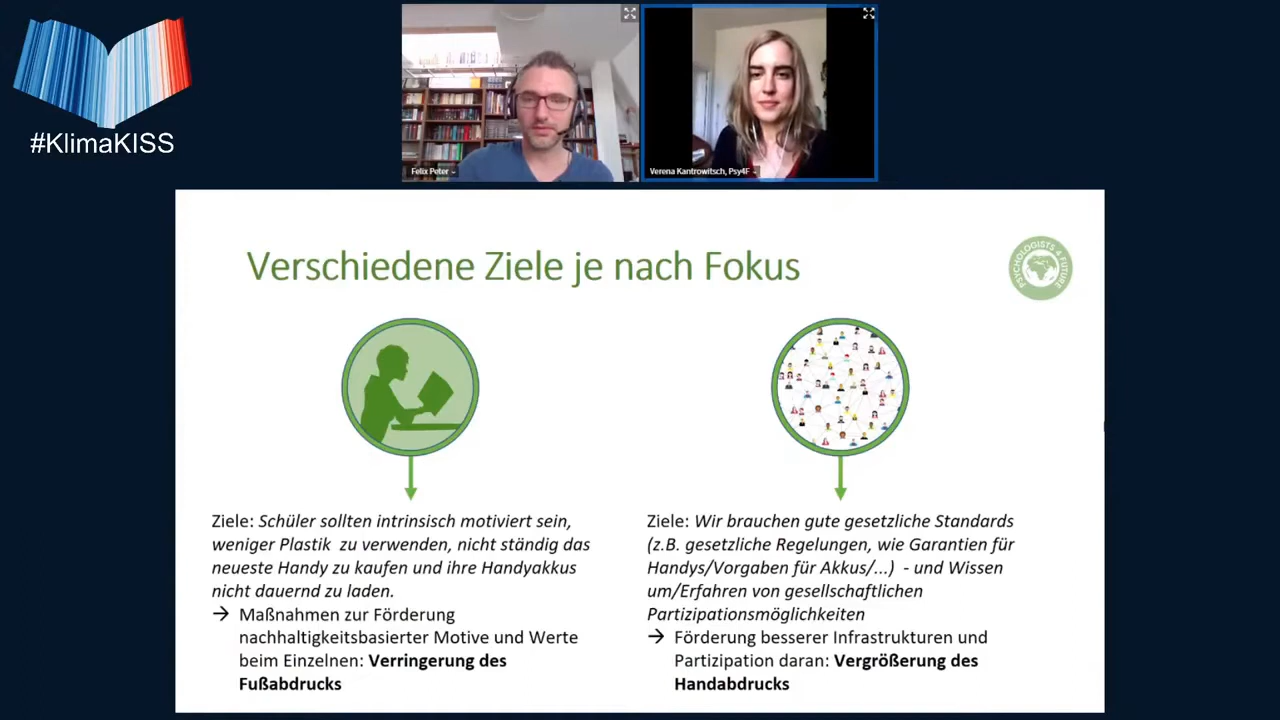 #KlimaKISS
Felix Peter
Verena Kantrowitsch, Psy4F
Verschiedene Ziele je nach Fokus
PSYCHOLOGISTS 4 FUTURE
Ziele: Schüler sollten intrinsisch motiviert sein,
weniger Plastik zu verwenden, nicht ständig das
neueste Handy zu kaufen und ihre Handyakkus
nicht dauernd zu laden.
→ Maßnahmen zur Förderung
nachhaltigkeitsbasierter Motive und Werte
beim Einzelnen: Verringerung des
Fußabdrucks
Ziele: Wir brauchen gute gesetzliche Standards
(z.B. gesetzliche Regelungen, wie Garantien für
Handys/Vorgaben für Akkus/...) - und Wissen
um/Erfahren von gesellschaftlichen
Partizipationsmöglichkeiten
→ Förderung besserer Infrastrukturen und
Partizipation daran: Vergrößerung des
Handabdrucks